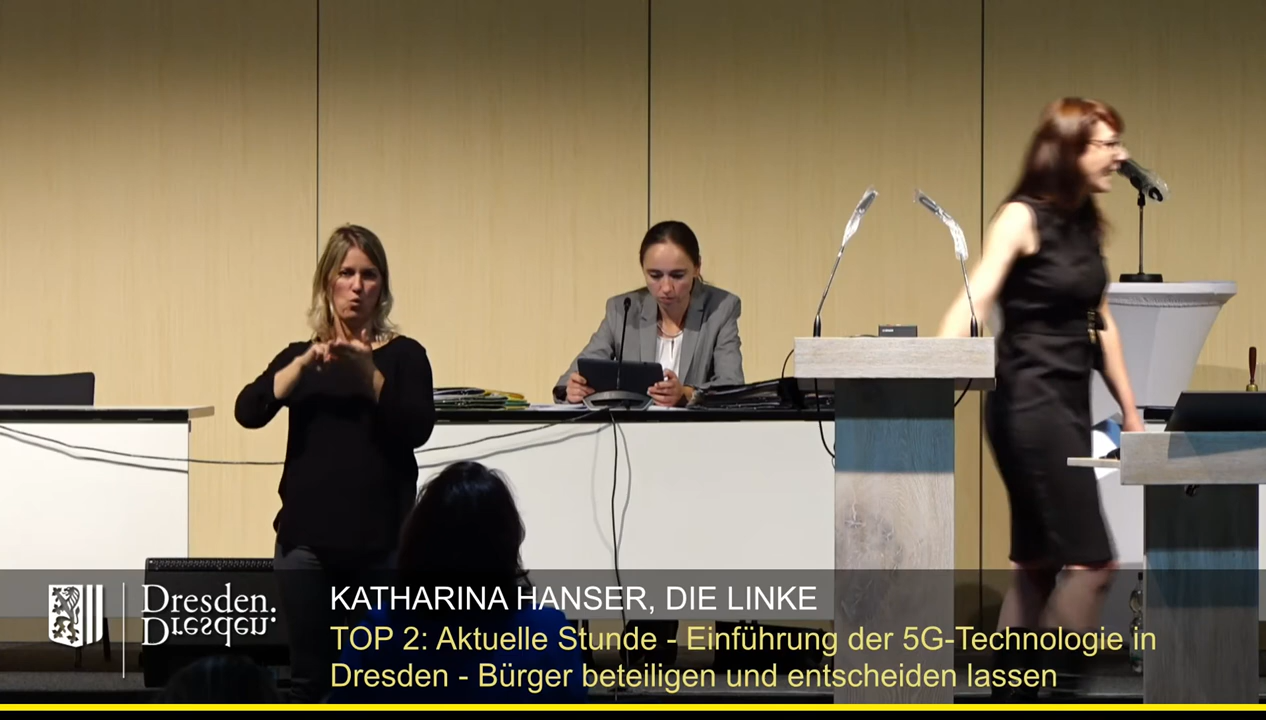 Dresden.
Dresden.
KATHARINA HANSER, DIE LINKE
TOP 2: Aktuelle Stunde - Einführung der 5G-Technologie in
Dresden - Bürger beteiligen und entscheiden lassen